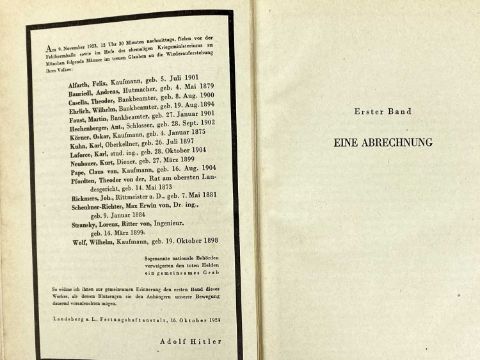 Am 9. November 1923, 12 Uhr 30 Minuten nachmittags, fielen vor der
Feldherrnhalle sowie im Hofe des ehemaligen Kriegsministeriums zu
München folgende Männer im treuen Glauben an die Wiederauferstehung
ihres Volkes:
Alfarth, Felix, Kaufmann, geb. 5. Juli 1901
Bauriedl, Andreas, Hutmacher, geb. 4. Mai 1879
Casella, Theodor, Bankbeamter, geb. 8. Aug. 1900
Ehrlich, Wilhelm, Bankbeamter, geb. 19. Aug. 1894
Faust, Martin, Bankbeamter, geb. 27. Januar 1901
Hechenberger, Ant., Schlosser, geb. 28. Sept. 1902
Körner, Oskar, Kaufmann, geb. 4. Januar 1875
Kuhn, Karl, Oberkellner, geb. 26. Juli 1897
Laforce, Karl, stud. ing., geb. 28. Oktober 1904
Neubauer, Kurt, Diener, geb. 27. März 1899
Pape, Claus von, Kaufmann, geb. 16. Aug. 1904
Pfordten, Theodor von der, Rat am obersten Landesgericht,
geb. 14. Mai 1873
Rickmers, Joh., Rittmeister a. D., geb. 7. Mai 1881
Scheubner-Richter, Max Erwin von, Dr. ing.,
geb. 9. Januar 1884
Stransky, Lorenz, Ritter von, Ingenieur,
geb. 14. März 1899
Wolf, Wilhelm, Kaufmann, geb. 19. Oktober 1898
Sogenannte nationale Behörden
verweigerten den toten Helden
ein gemeinsames Grab
So widme ich ihnen zur gemeinsamen Erinnerung den ersten Band dieses
Werkes, als dessen Blutzeugen sie den Anhängern unserer Bewegung
dauernd voranleuchten mögen.
Landsberg a. L., Festungshaftanstalt, 16. Oktober 1924
Adolf Hitler
Erster Band
EINE ABRECHNUNG